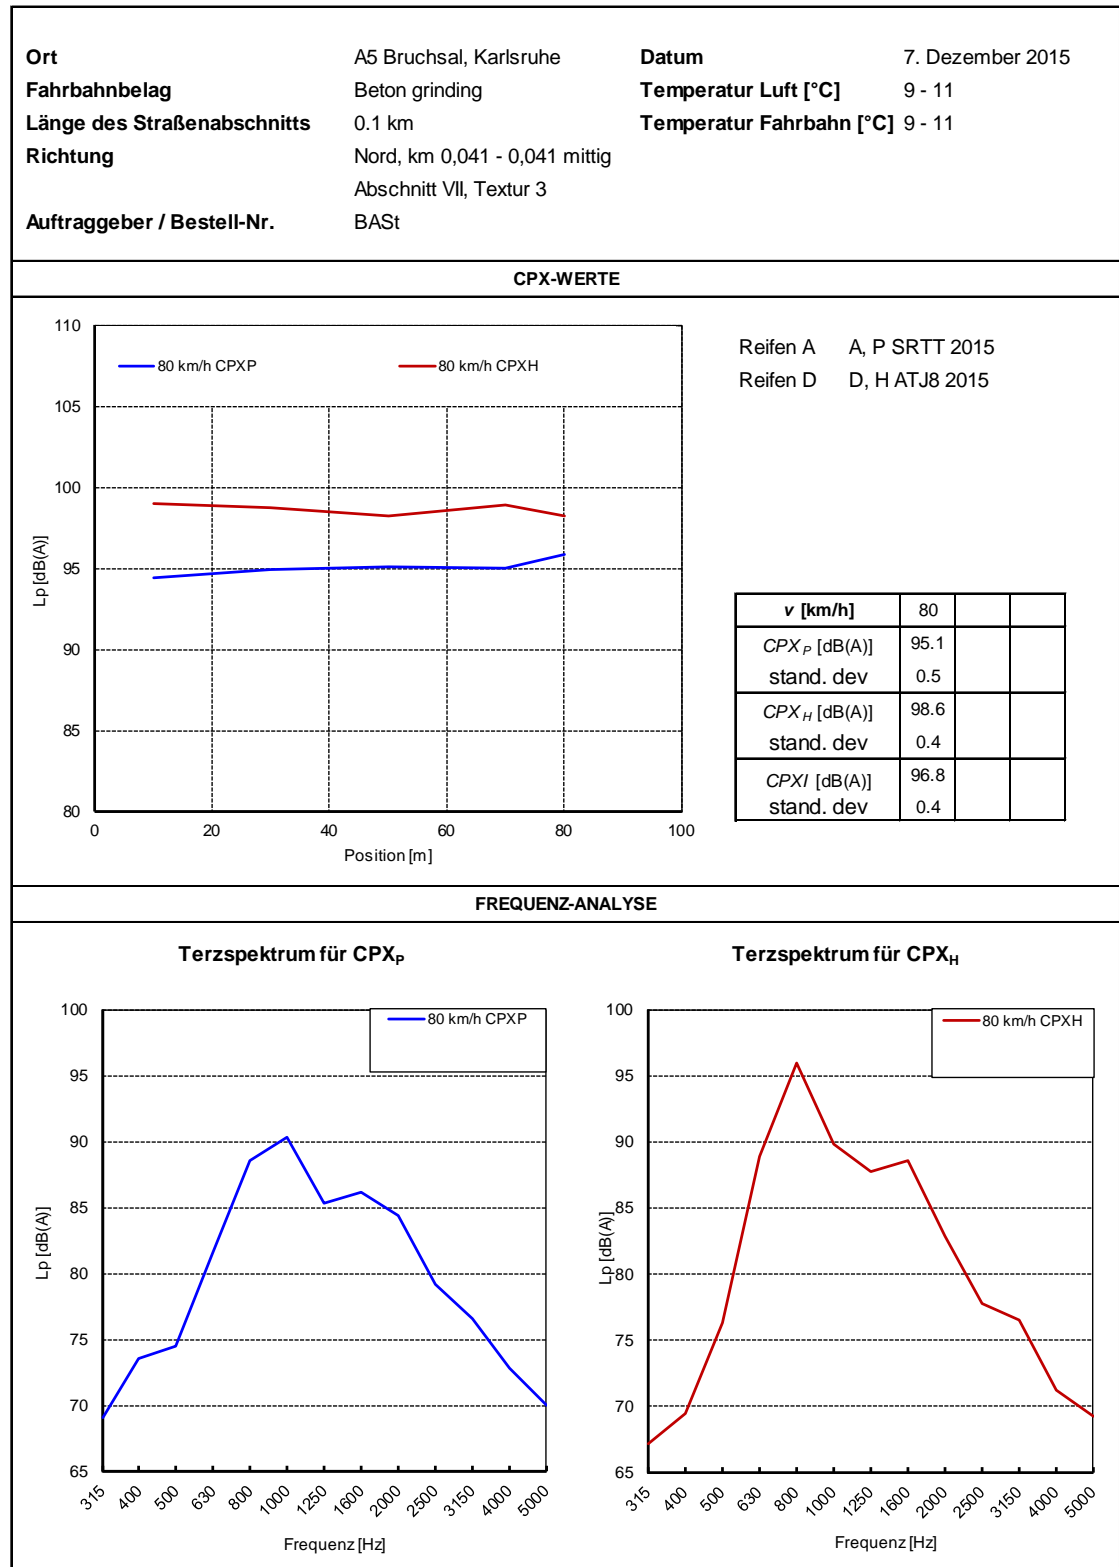 Ort A5 Bruchsal, Karlsruhe Datum 7. Dezember 2015
Fahrbahnbelag Beton grinding Temperatur Luft [°C] 9 - 11
Länge des Straßenabschnitts 0.1 km Temperatur Fahrbahn [°C] 9 - 11
Richtung Nord, km 0,041 - 0,041 mittig
Abschnitt VII, Textur 3
Auftraggeber / Bestell-Nr. BASt
CPX-WERTE
110
105
100
95
90
85
80
Lp [dB(A)]
80 km/h CPXP 80 km/h CPXH
0 20 40 60 80 100
Position [m]
Reifen A A, P SRTT 2015
Reifen D D, H ATJ8 2015
v [km/h] 80
CPX P [dB(A)] 95.1
stand. dev 0.5
CPX H [dB(A)] 98.6
stand. dev 0.4
CPXI [dB(A)] 96.8
stand. dev 0.4
FREQUENZ-ANALYSE
Terzspektrum für CPXP
100
95
90
85
80
75
70
65
Lp [dB(A)]
80 km/h CPXP
315 400 500 630 800 1000 1250 1600 2000 2500 3150 4000 5000
Frequenz [Hz]
Terzspektrum für CPXH
100
95
90
85
80
75
70
65
Lp [dB(A)]
80 km/h CPXH
315 400 500 630 800 1000 1250 1600 2000 2500 3150 4000 5000
Frequenz [Hz]